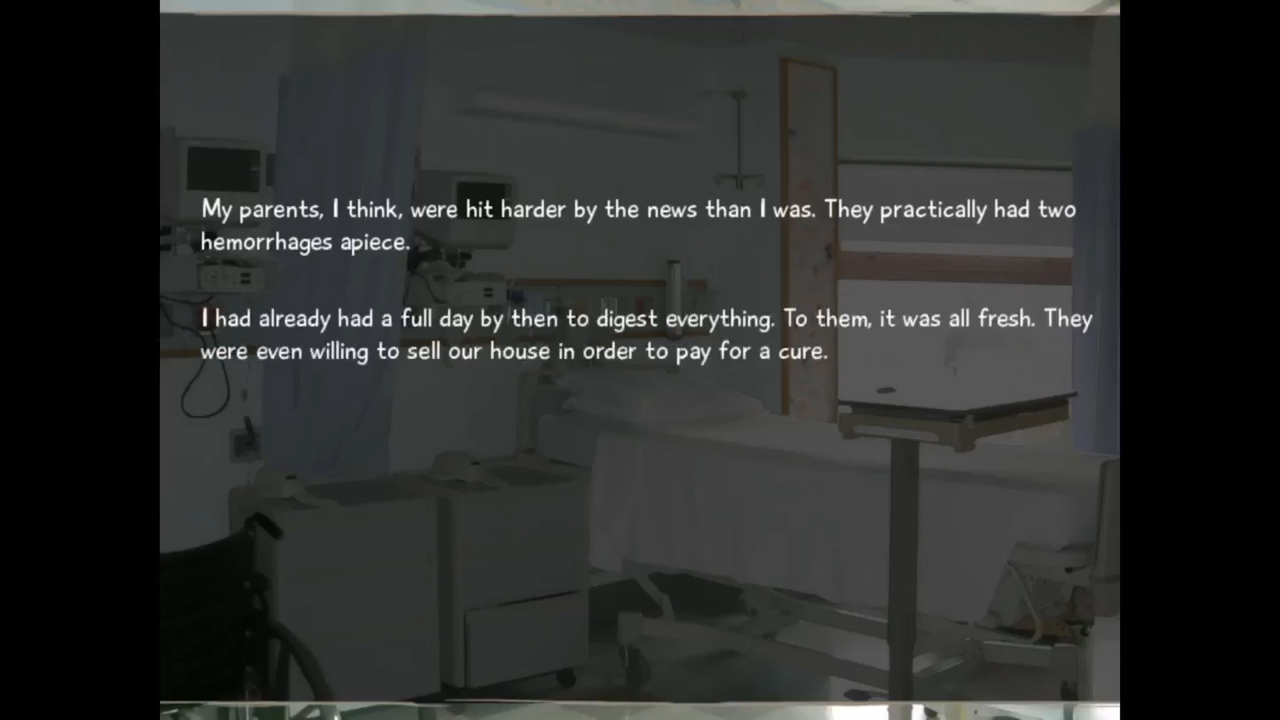 My parents, I think, were hit harder by the news than I was. They practically had two
hemorrhages apiece.
I had already had a full day by then to digest everything. To them, it was all fresh. They
were even willing to sell our house in order to pay for a cure.